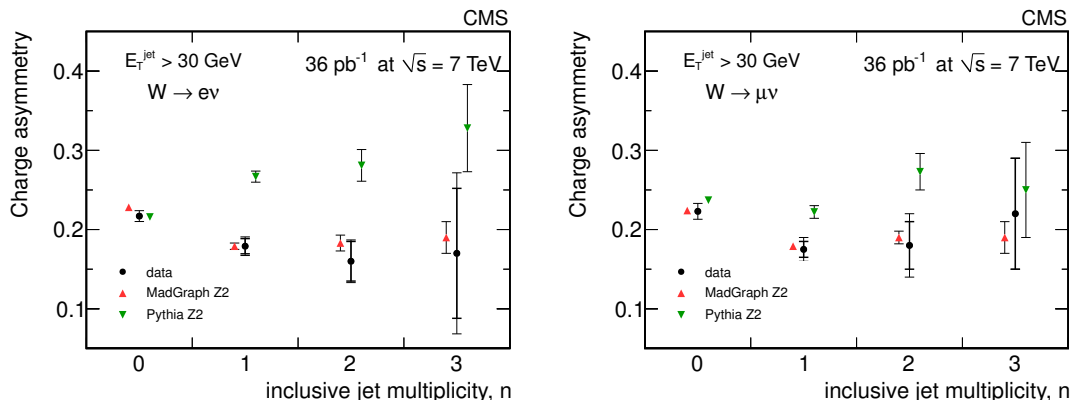 CMS
E_T^jet > 30 GeV
36 pb⁻¹ at √s = 7 TeV
W → eν
Charge asymmetry
0.4
0.3
0.2
0.1
data
MadGraph Z2
Pythia Z2
0 1 2 3
inclusive jet multiplicity, n
CMS
E_T^jet > 30 GeV
36 pb⁻¹ at √s = 7 TeV
W → μν
Charge asymmetry
0.4
0.3
0.2
0.1
data
MadGraph Z2
Pythia Z2
0 1 2 3
inclusive jet multiplicity, n